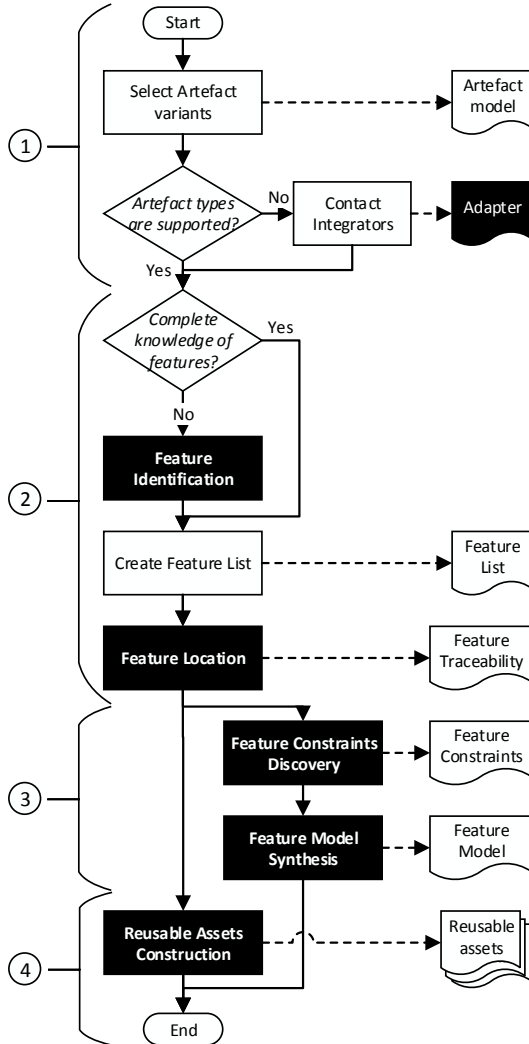 Start
Select Artefact
variants
Artefact
model
1
Artefact types
are supported?
No
Contact
Integrators
Adapter
Yes
Complete
knowledge of
features?
Yes
No
Feature
Identification
2
Create Feature List
Feature
List
Feature Location
Feature
Traceability
Feature Constraints
Discovery
Feature
Constraints
3
Feature Model
Synthesis
Feature
Model
Reusable Assets
Construction
Reusable
assets
4
End